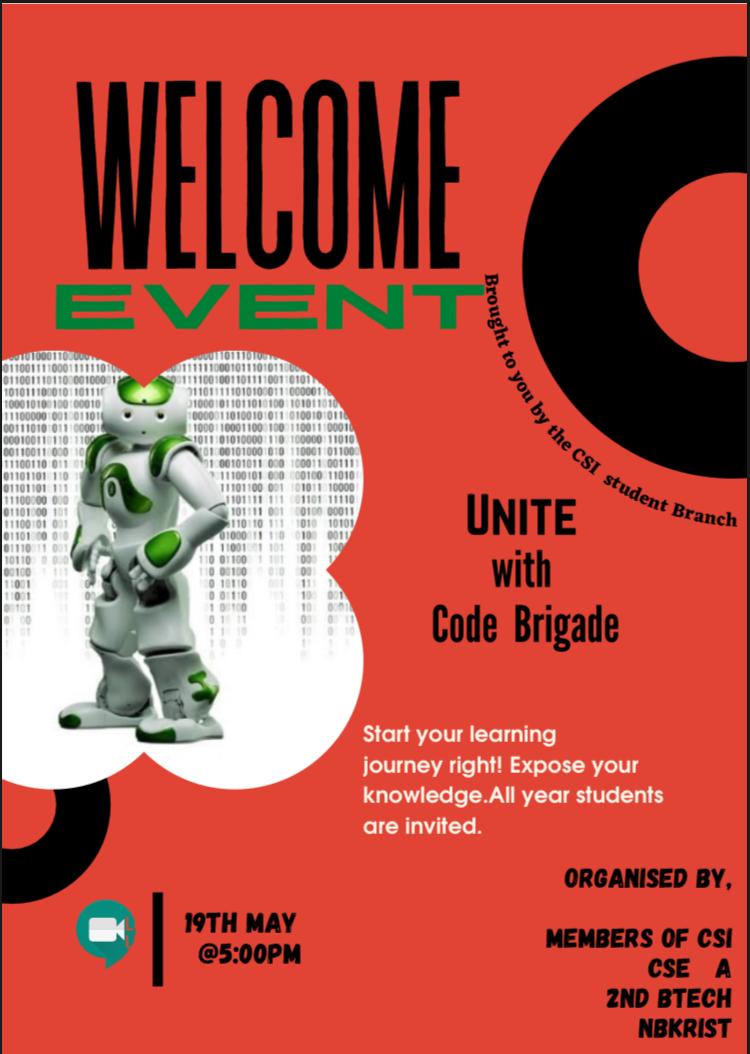 WELCOME
EVENT
Brought to you by the CSI student Branch
UNITE
with
Code Brigade
Start your learning
journey right! Expose your
knowledge.All year students
are invited.
19TH MAY
@5:00PM
ORGANISED BY,
MEMBERS OF CSI
CSE A
2ND BTECH
NBKRIST